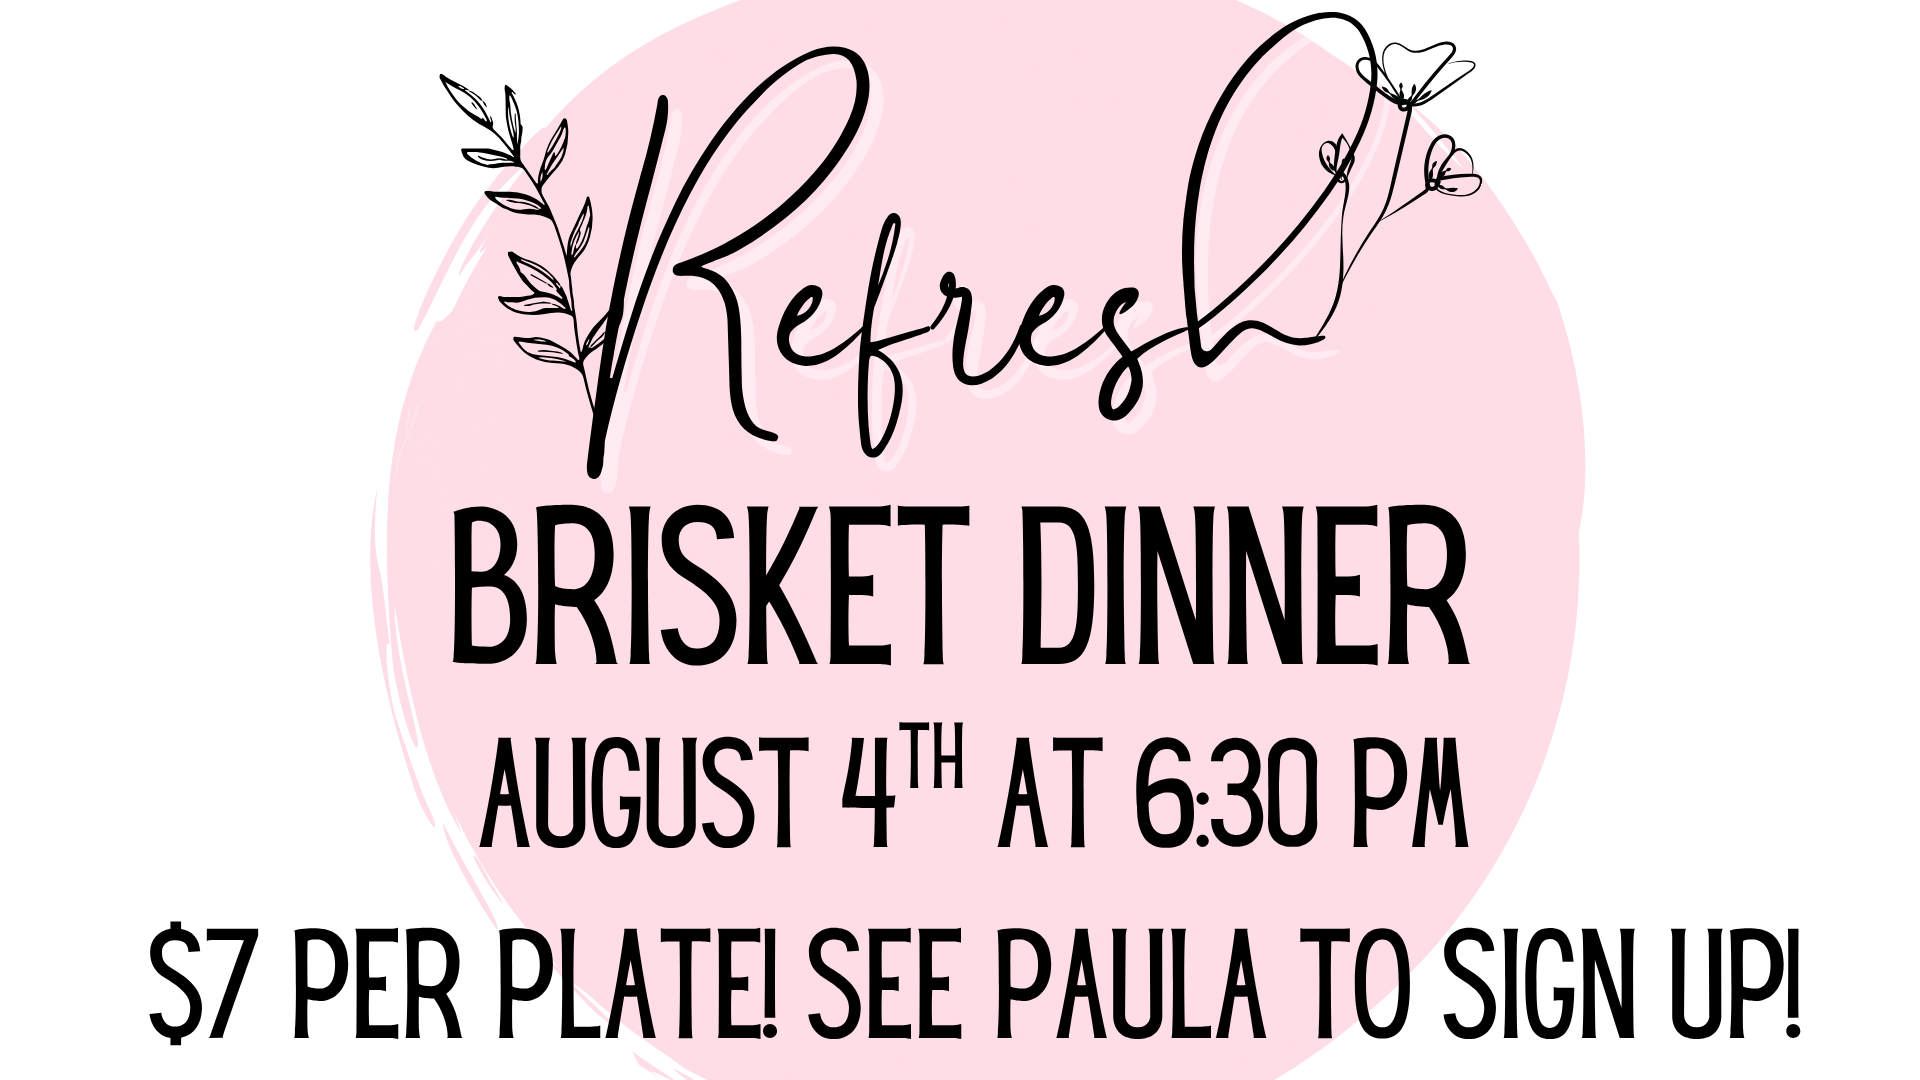 Refresh
BRISKET DINNER
AUGUST 4TH AT 6:30 PM
$7 PER PLATE! SEE PAULA TO SIGN UP!